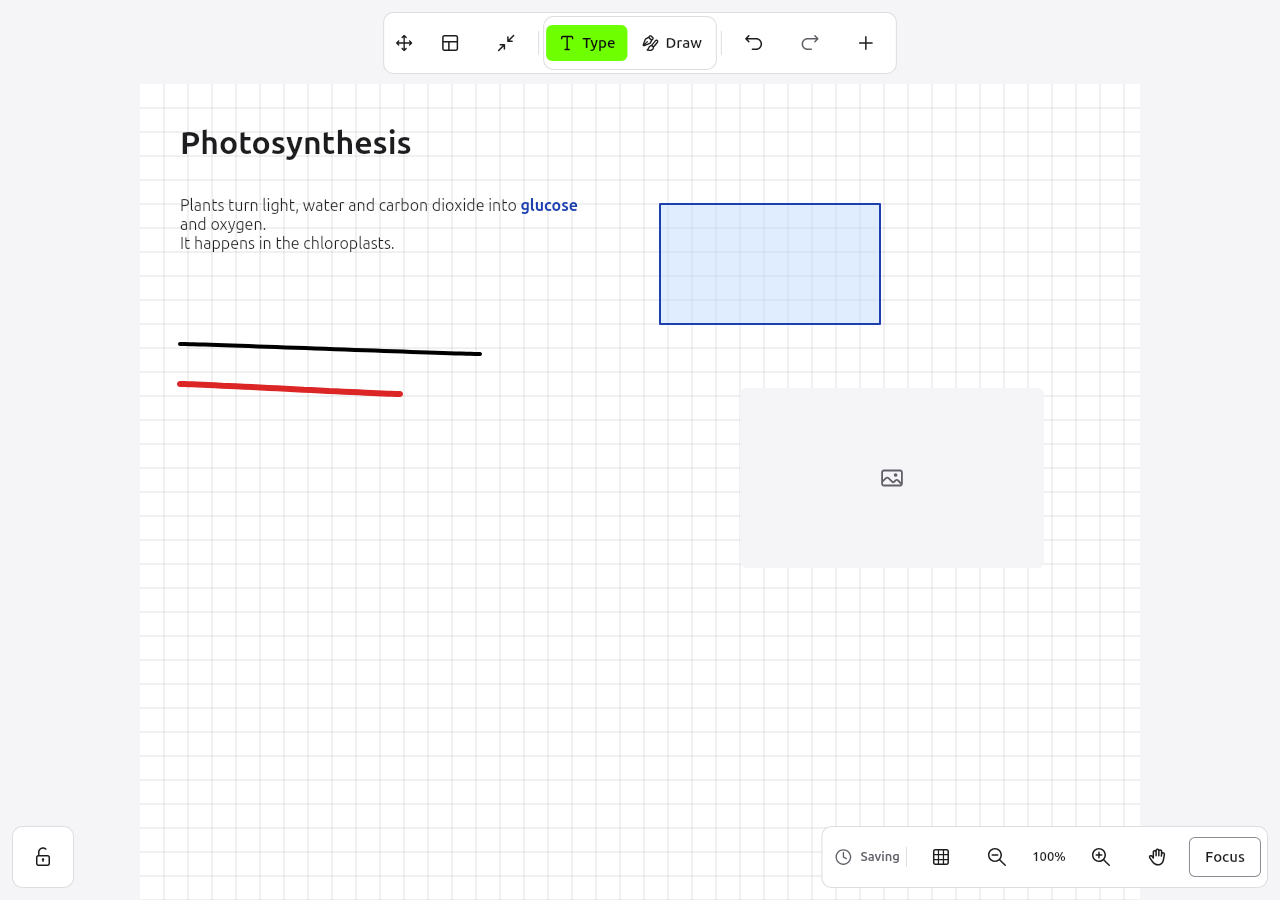 Type
Draw
Photosynthesis
Plants turn light, water and carbon dioxide into glucose
and oxygen.
It happens in the chloroplasts.
Saving
100%
Focus